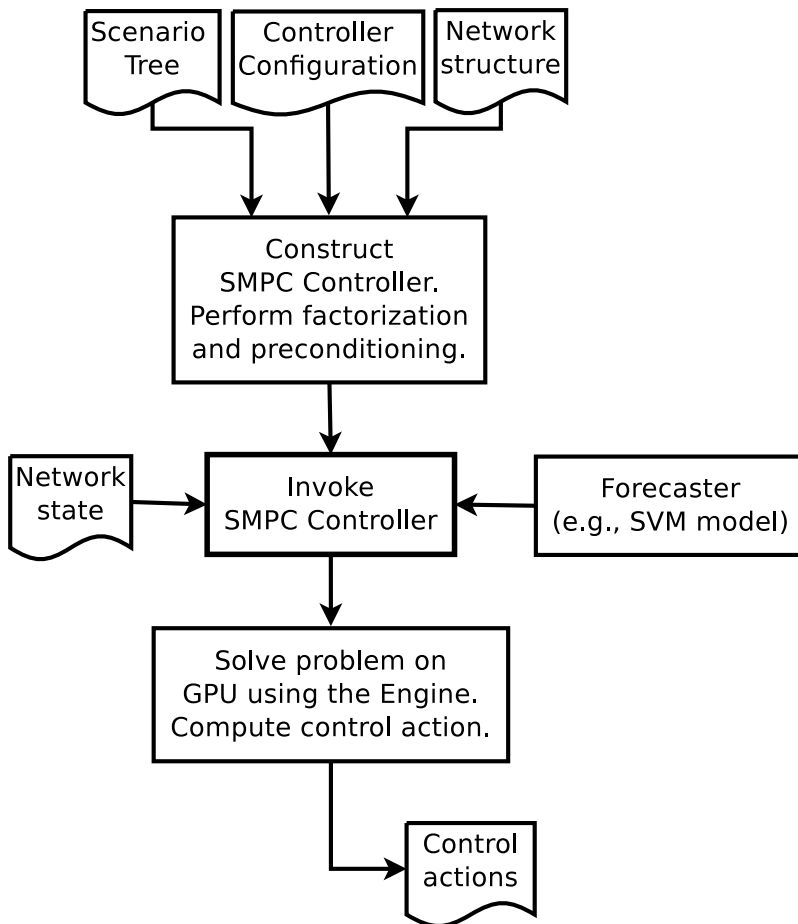 Scenario
Tree
Controller
Configuration
Network
structure
Construct
SMPC Controller.
Perform factorization
and preconditioning.
Network
state
Invoke
SMPC Controller
Forecaster
(e.g., SVM model)
Solve problem on
GPU using the Engine.
Compute control action.
Control
actions